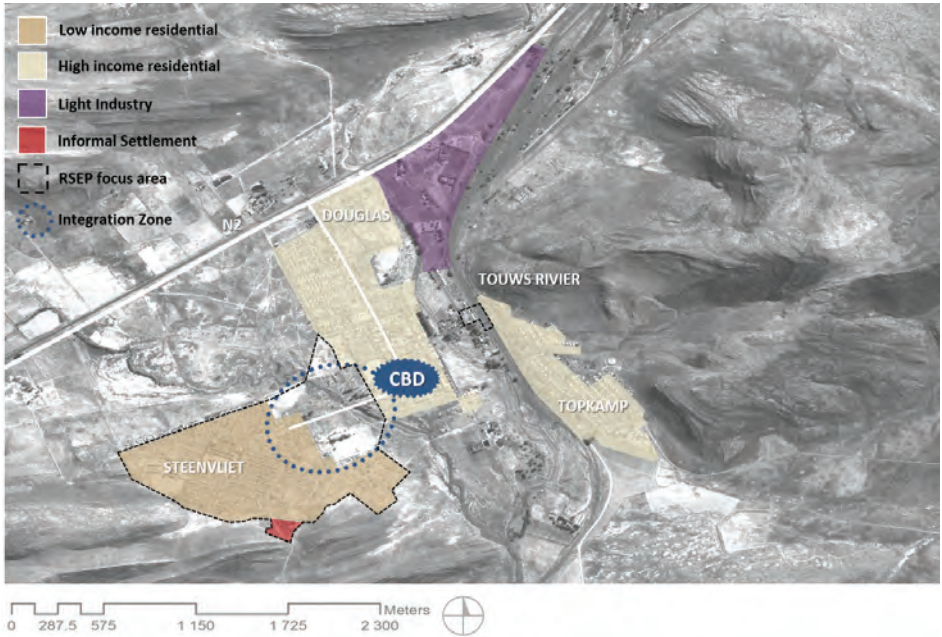 Low income residential
High income residential
Light Industry
Informal Settlement
RSEP focus area
Integration Zone
N2
DOUGLAS
TOUWS RIVIER
CBD
TOPKAMP
STEENVLIET
Meters
0 287.5 575 1 150 1 725 2 300